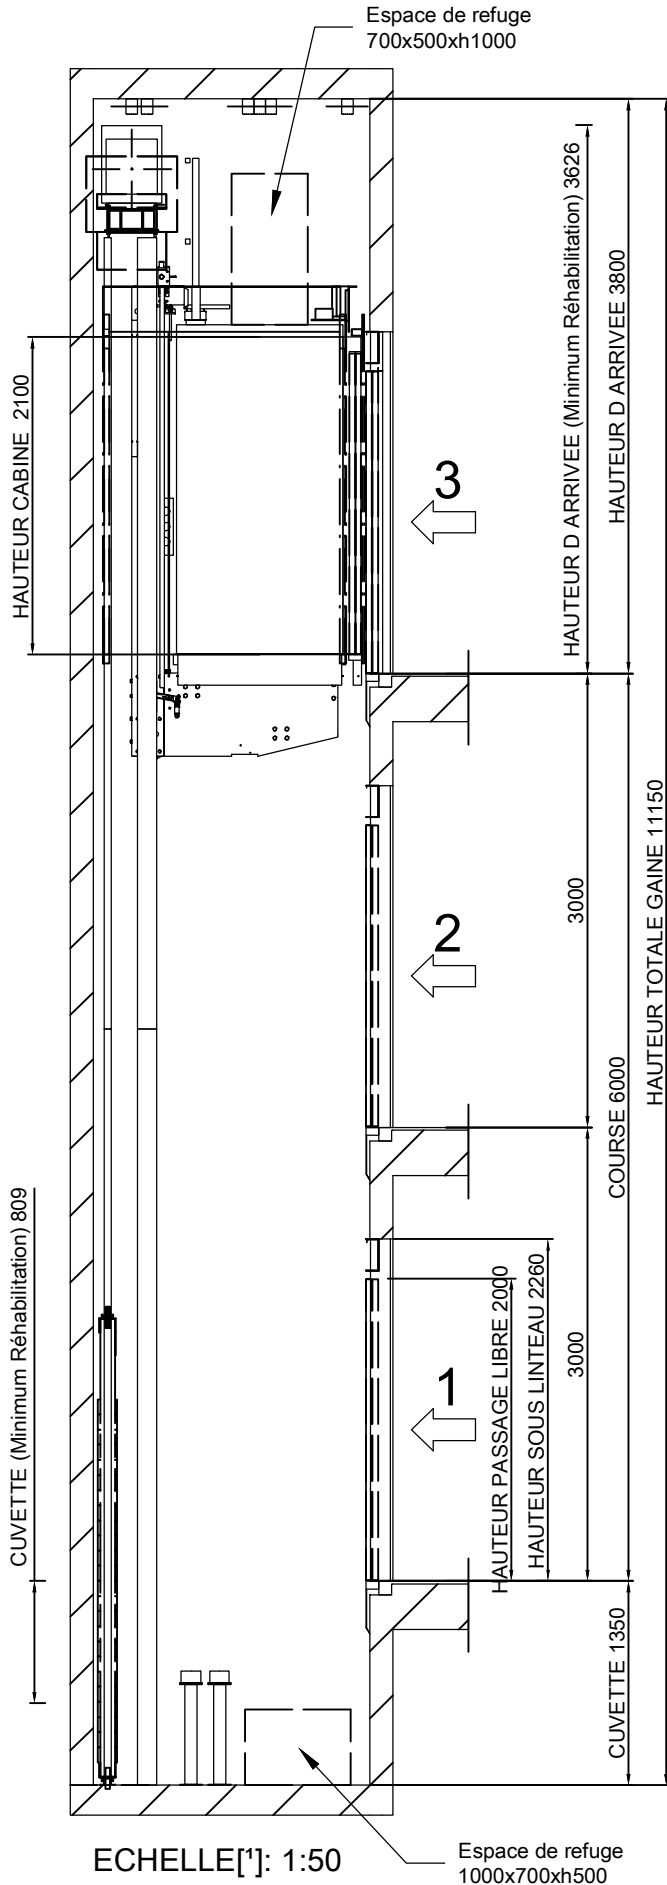 Espace de refuge
700x500xh1000
HAUTEUR D ARRIVEE (Minimum Réhabilitation) 3626
HAUTEUR D ARRIVEE 3800
HAUTEUR CABINE 2100
3
HAUTEUR TOTALE GAINE 11150
3000
2
COURSE 6000
CUVETTE (Minimum Réhabilitation) 809
HAUTEUR PASSAGE LIBRE 2000
HAUTEUR SOUS LINTEAU 2260
3000
1
CUVETTE 1350
ECHELLE[¹]: 1:50
Espace de refuge
1000x700xh500